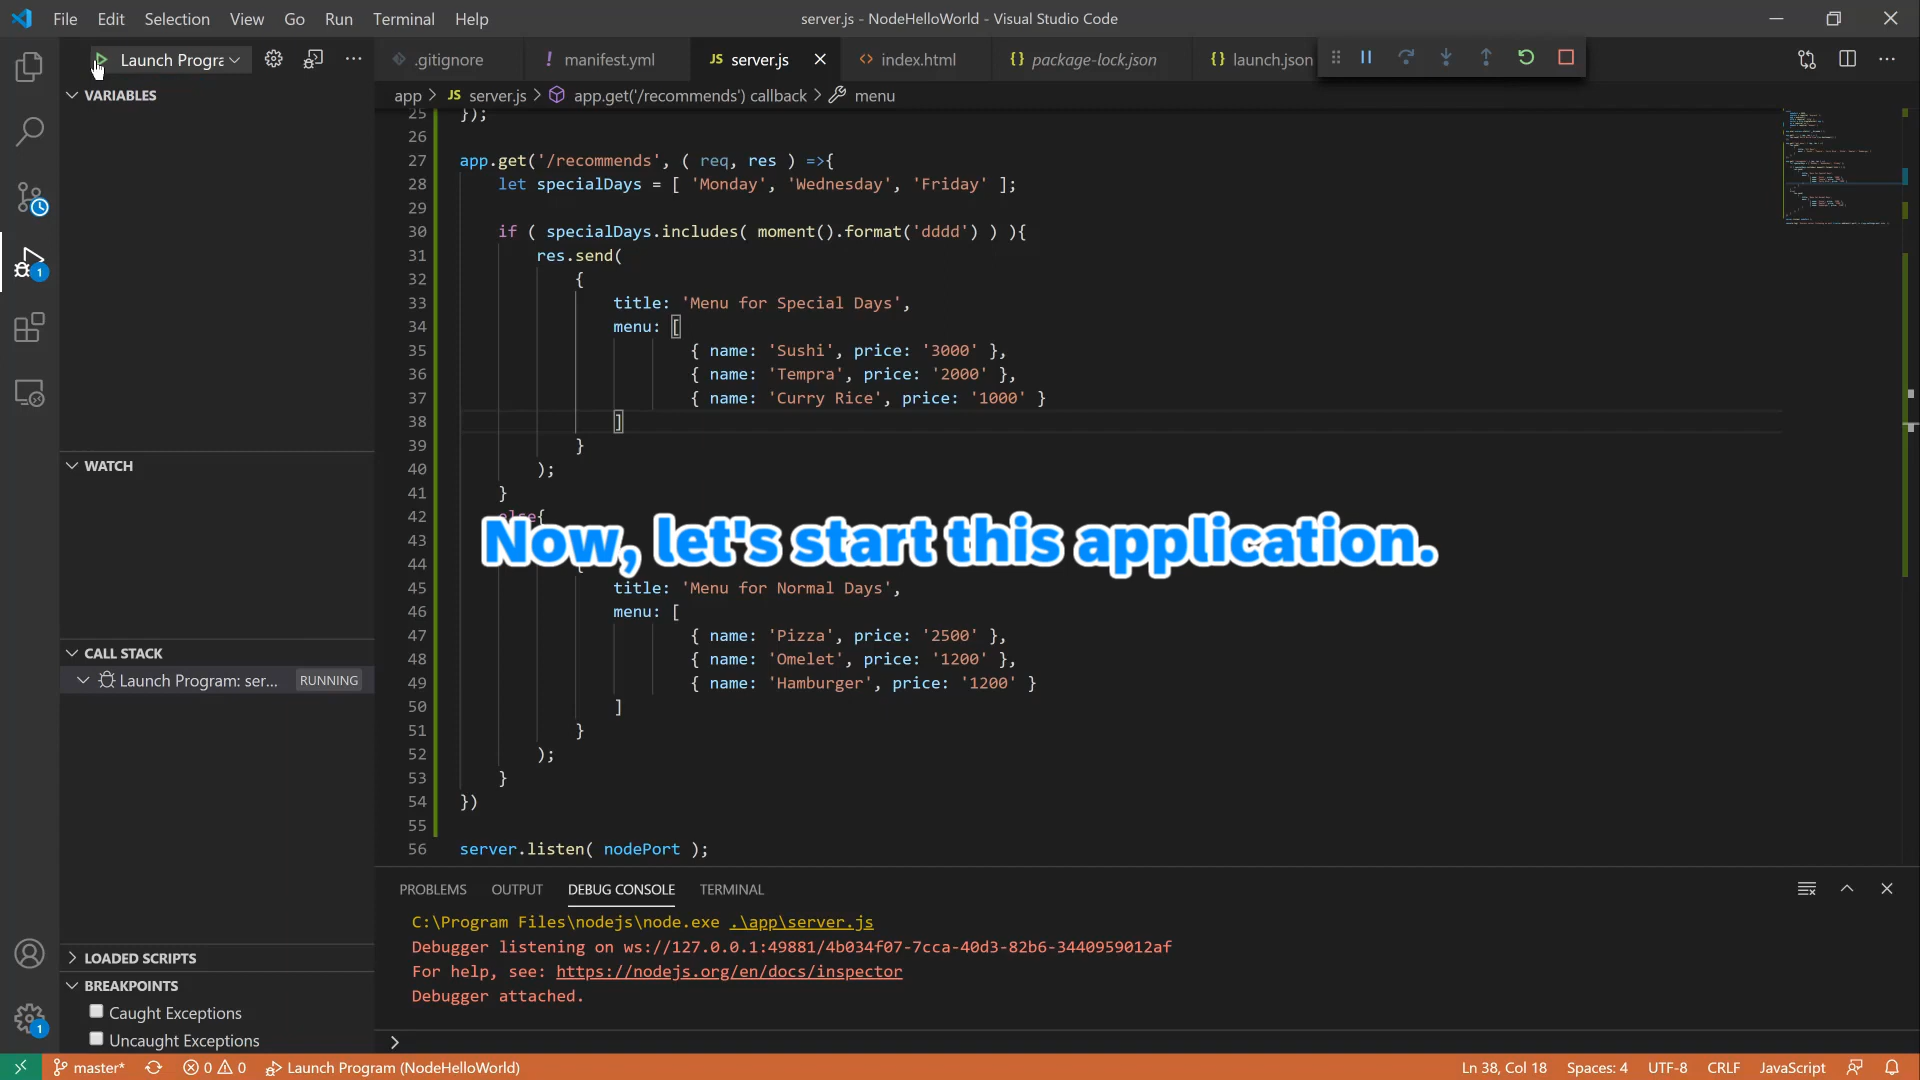 File Edit Selection View Go Run Terminal Help
server.js - NodeHelloWorld - Visual Studio Code
Launch Progra
.gitignore
! manifest.yml
JS server.js
<> index.html
{} package-lock.json
{} launch.json
VARIABLES
app > JS server.js > app.get('/recommends') callback > menu
25 });
26
27 app.get('/recommends', ( req, res ) =>{
28 let specialDays = [ 'Monday', 'Wednesday', 'Friday' ];
29
30 if ( specialDays.includes( moment().format('dddd') ) ){
31 res.send(
32 {
33 title: 'Menu for Special Days',
34 menu: [
35 { name: 'Sushi', price: '3000' },
36 { name: 'Tempra', price: '2000' },
37 { name: 'Curry Rice', price: '1000' }
38 ]
39 }
40 );
41 }
42 else{
43
Now, let's start this application.
44 {
45 title: 'Menu for Normal Days',
46 menu: [
47 { name: 'Pizza', price: '2500' },
48 { name: 'Omelet', price: '1200' },
49 { name: 'Hamburger', price: '1200' }
50 ]
51 }
52 );
53 }
54 })
55
56 server.listen( nodePort );
WATCH
CALL STACK
Launch Program: ser... RUNNING
LOADED SCRIPTS
BREAKPOINTS
Caught Exceptions
Uncaught Exceptions
1
1
PROBLEMS OUTPUT DEBUG CONSOLE TERMINAL
C:\Program Files\nodejs\node.exe .\app\server.js
Debugger listening on ws://127.0.0.1:49881/4b034f07-7cca-40d3-82b6-3440959012af
For help, see: https://nodejs.org/en/docs/inspector
Debugger attached.
>
master* 0 0 Launch Program (NodeHelloWorld)
Ln 38, Col 18 Spaces: 4 UTF-8 CRLF JavaScript